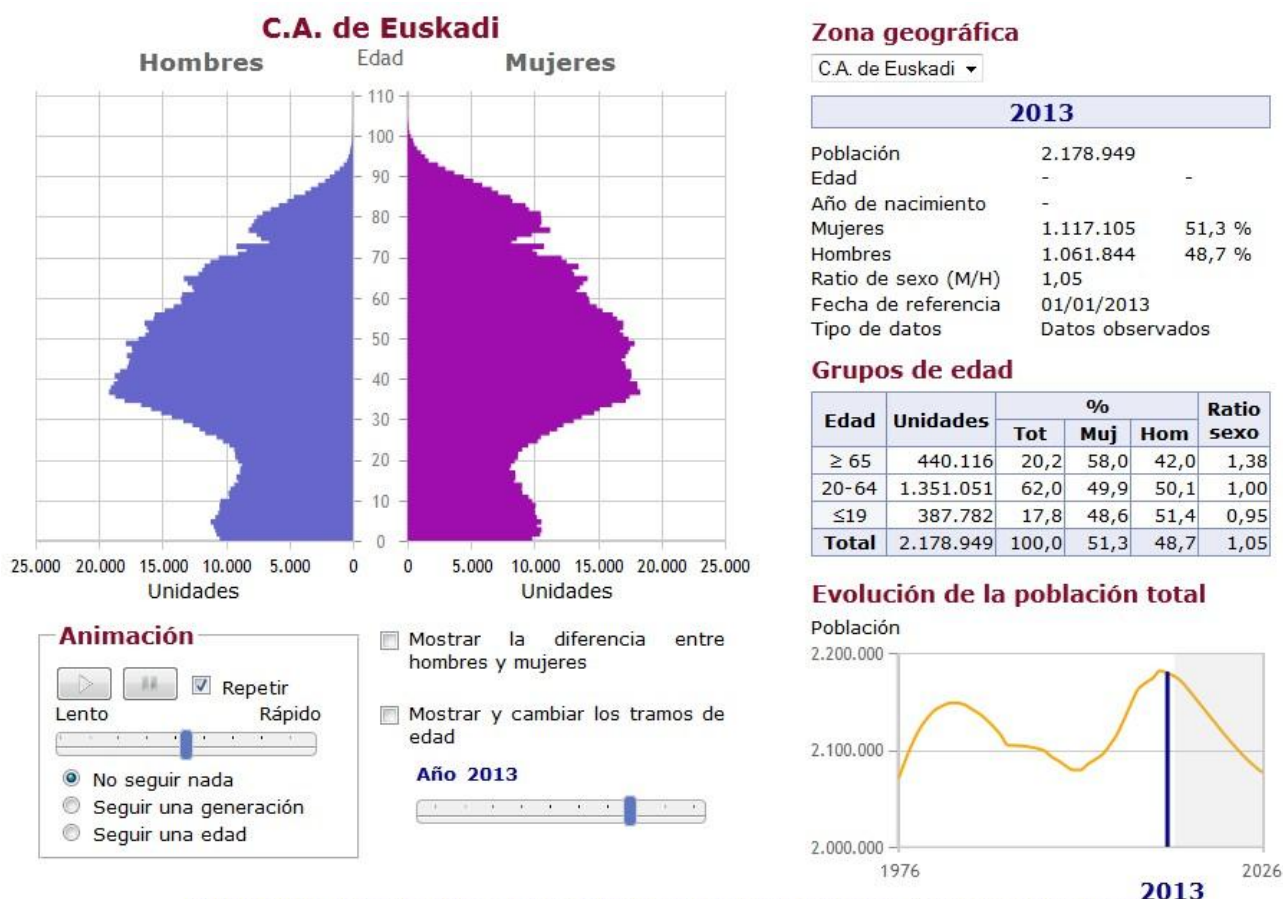 C.A. de Euskadi
Hombres Edad Mujeres
110
100
90
80
70
60
50
40
30
20
10
0
25.000 20.000 15.000 10.000 5.000 0 0 5.000 10.000 15.000 20.000 25.000
Unidades Unidades
Animación
Repetir
Lento Rápido
No seguir nada
Seguir una generación
Seguir una edad
Mostrar la diferencia entre
hombres y mujeres
Mostrar y cambiar los tramos de
edad
Año 2013
Zona geográfica
C.A. de Euskadi
2013
Población 2.178.949
Edad - -
Año de nacimiento -
Mujeres 1.117.105 51,3 %
Hombres 1.061.844 48,7 %
Ratio de sexo (M/H) 1,05
Fecha de referencia 01/01/2013
Tipo de datos Datos observados
Grupos de edad
Edad Unidades % Ratio sexo
Tot Muj Hom
≥ 65 440.116 20,2 58,0 42,0 1,38
20-64 1.351.051 62,0 49,9 50,1 1,00
≤19 387.782 17,8 48,6 51,4 0,95
Total 2.178.949 100,0 51,3 48,7 1,05
Evolución de la población total
Población
2.200.000
2.100.000
2.000.000
1976 2026
2013